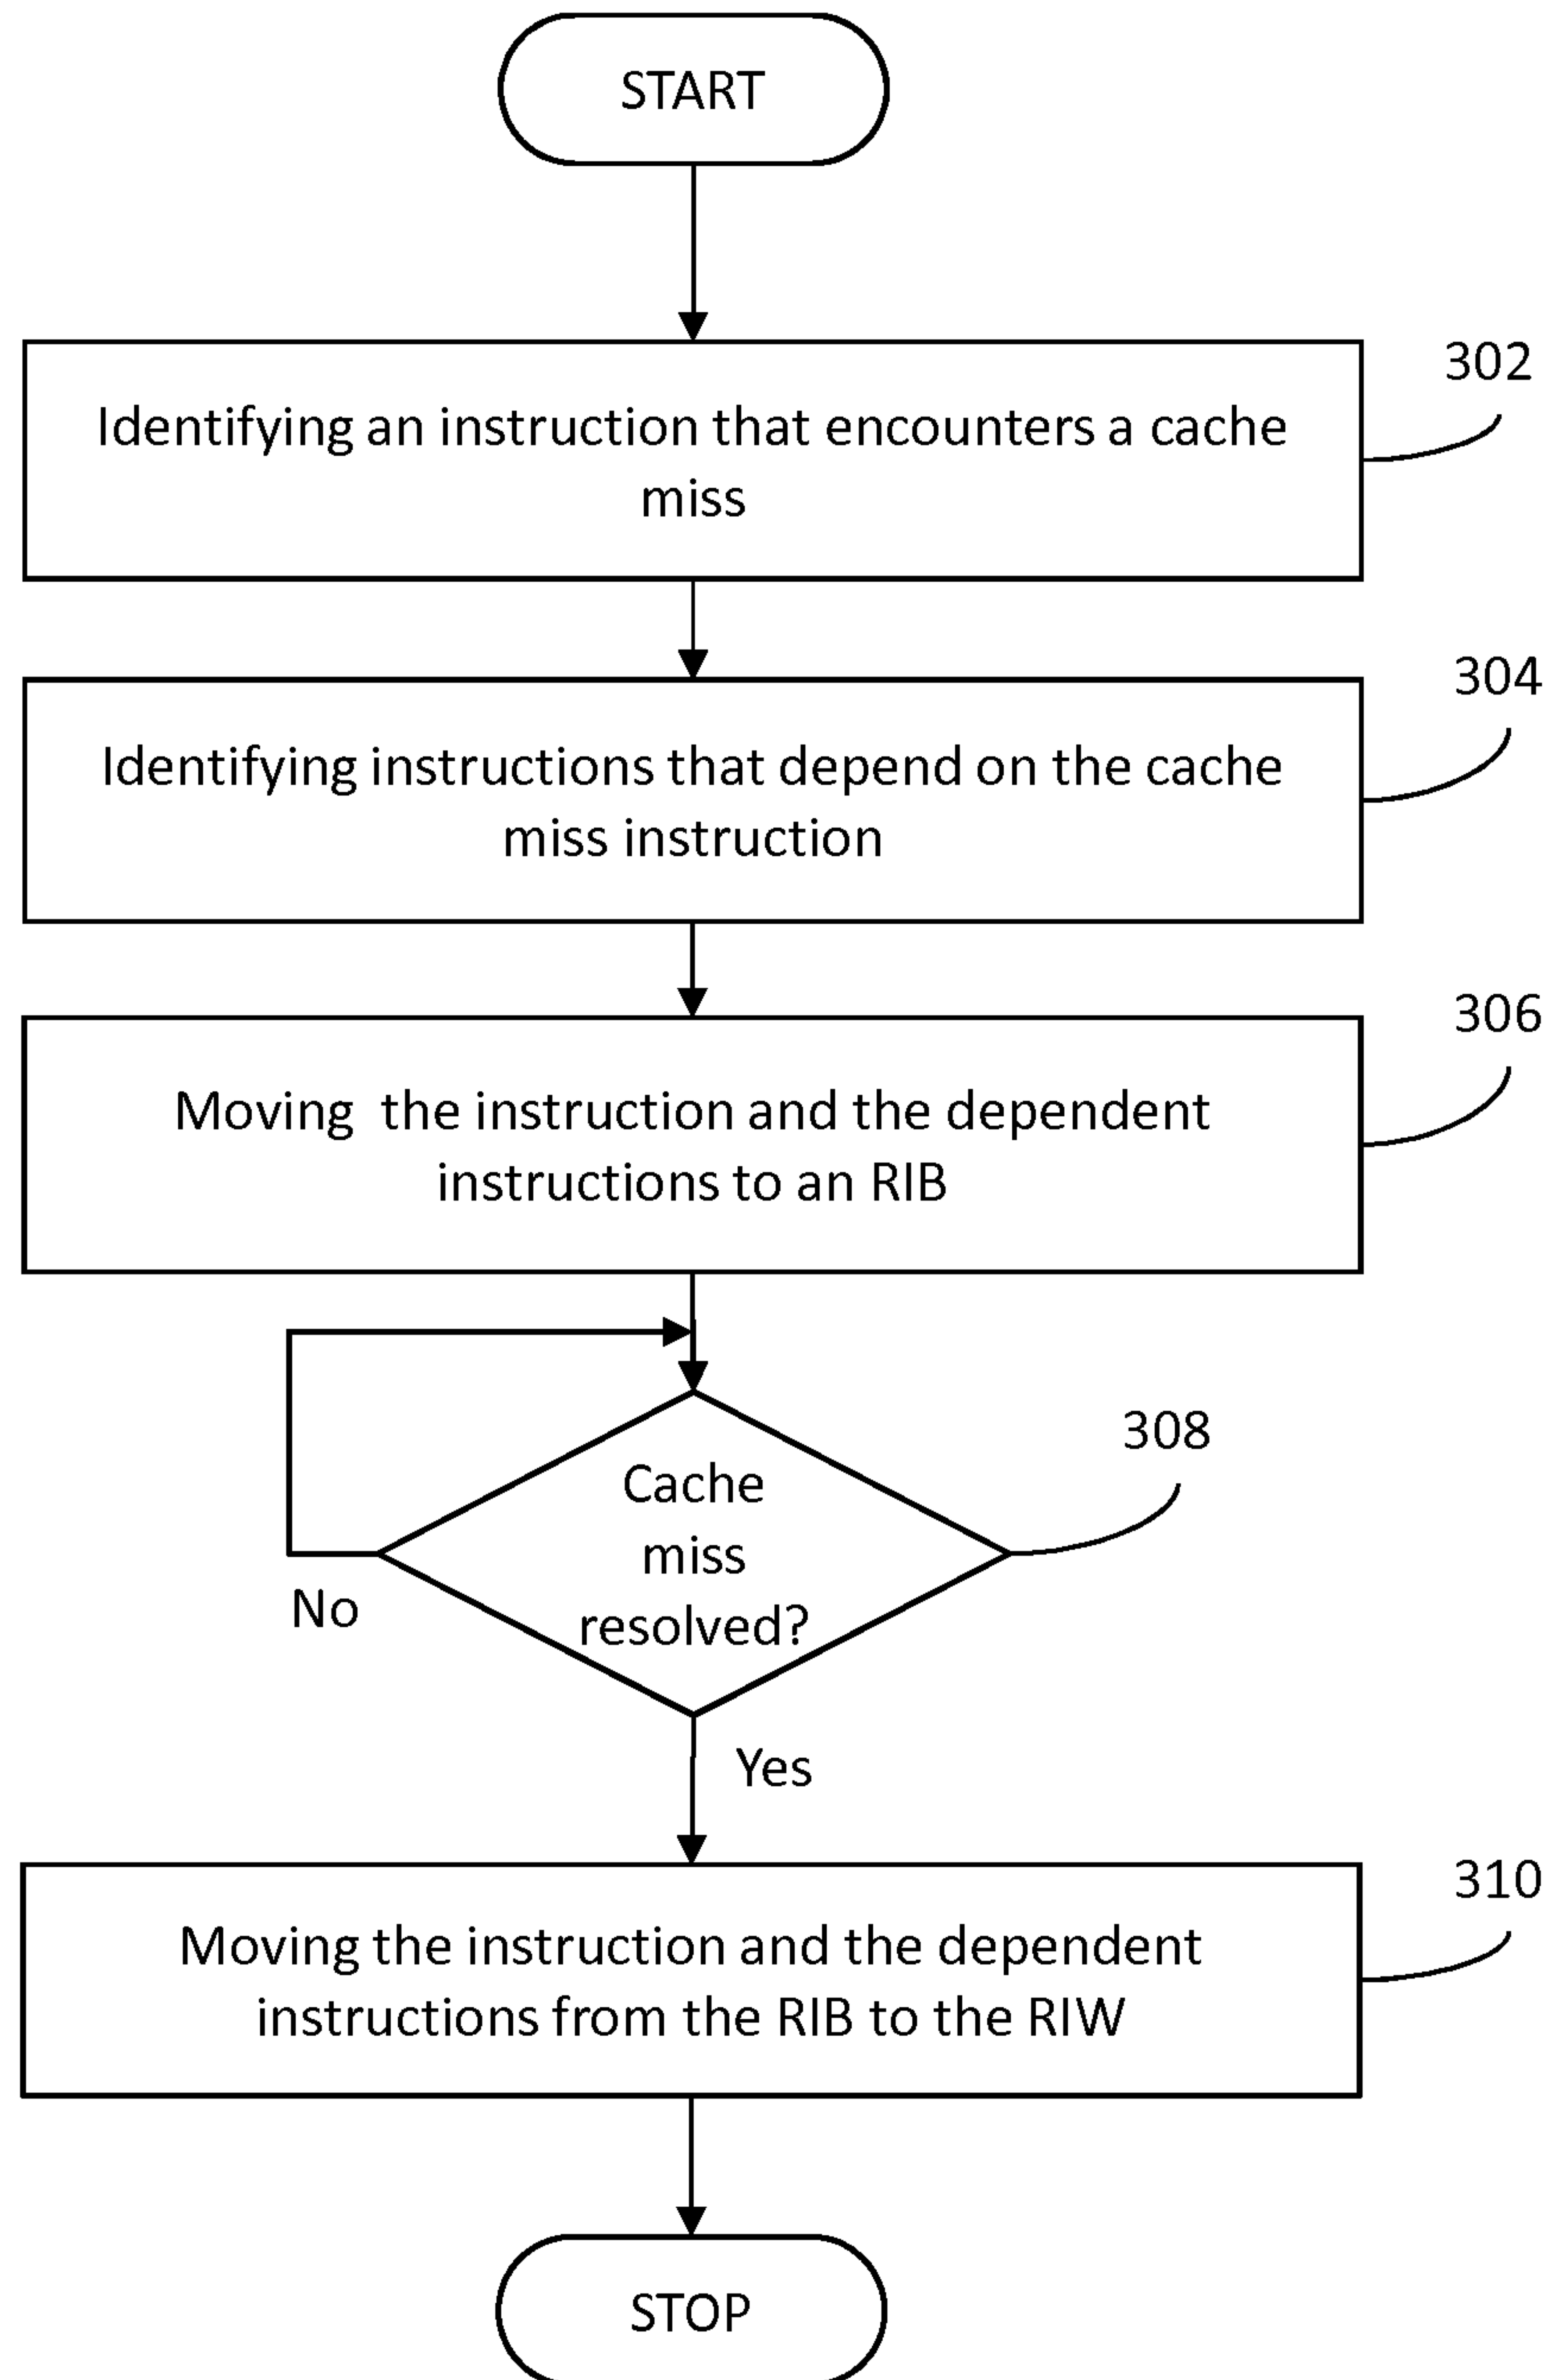 START
302
Identifying an instruction that encounters a cache
miss
304
Identifying instructions that depend on the cache
miss instruction
306
Moving the instruction and the dependent
instructions to an RIB
308
Cache
miss
resolved?
No
Yes
310
Moving the instruction and the dependent
instructions from the RIB to the RIW
STOP